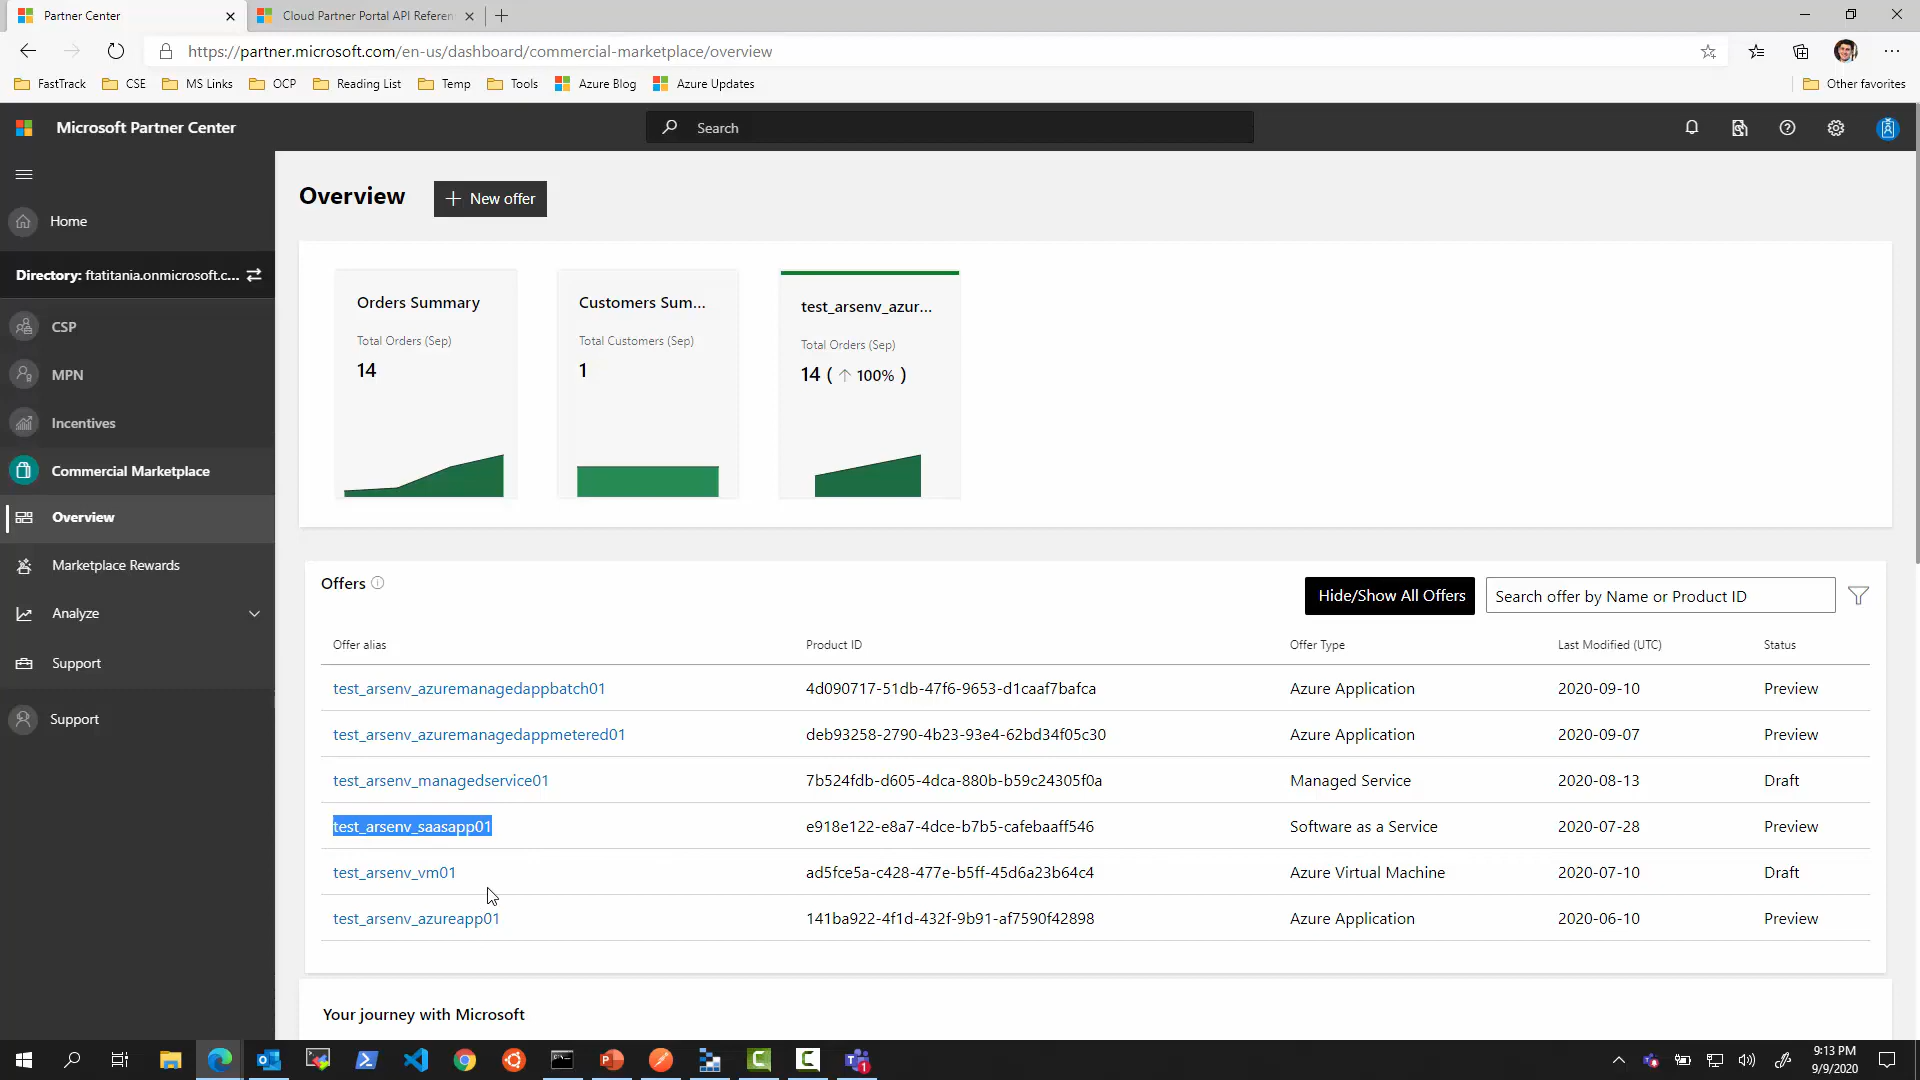 Partner Center
Cloud Partner Portal API Referen
https://partner.microsoft.com/en-us/dashboard/commercial-marketplace/overview
FastTrack
CSE
MS Links
OCP
Reading List
Temp
Tools
Azure Blog
Azure Updates
Other favorites
Microsoft Partner Center
Search
Home
Directory: ftatitania.onmicrosoft.c...
CSP
MPN
Incentives
Commercial Marketplace
Overview
Marketplace Rewards
Analyze
Support
Support
Overview
New offer
Orders Summary
Total Orders (Sep)
14
Customers Sum...
Total Customers (Sep)
1
test_arsenv_azur...
Total Orders (Sep)
14 ( ↑ 100% )
Offers
Hide/Show All Offers
Search offer by Name or Product ID
Offer alias Product ID Offer Type Last Modified (UTC) Status
test_arsenv_azuremanagedappbatch01 4d090717-51db-47f6-9653-d1caaf7bafca Azure Application 2020-09-10 Preview
test_arsenv_azuremanagedappmetered01 deb93258-2790-4b23-93e4-62bd34f05c30 Azure Application 2020-09-07 Preview
test_arsenv_managedservice01 7b524fdb-d605-4dca-880b-b59c24305f0a Managed Service 2020-08-13 Draft
test_arsenv_saasapp01 e918e122-e8a7-4dce-b7b5-cafebaaff546 Software as a Service 2020-07-28 Preview
test_arsenv_vm01 ad5fce5a-c428-477e-b5ff-45d6a23b64c4 Azure Virtual Machine 2020-07-10 Draft
test_arsenv_azureapp01 141ba922-4f1d-432f-9b91-af7590f42898 Azure Application 2020-06-10 Preview
Your journey with Microsoft
9:13 PM
9/9/2020